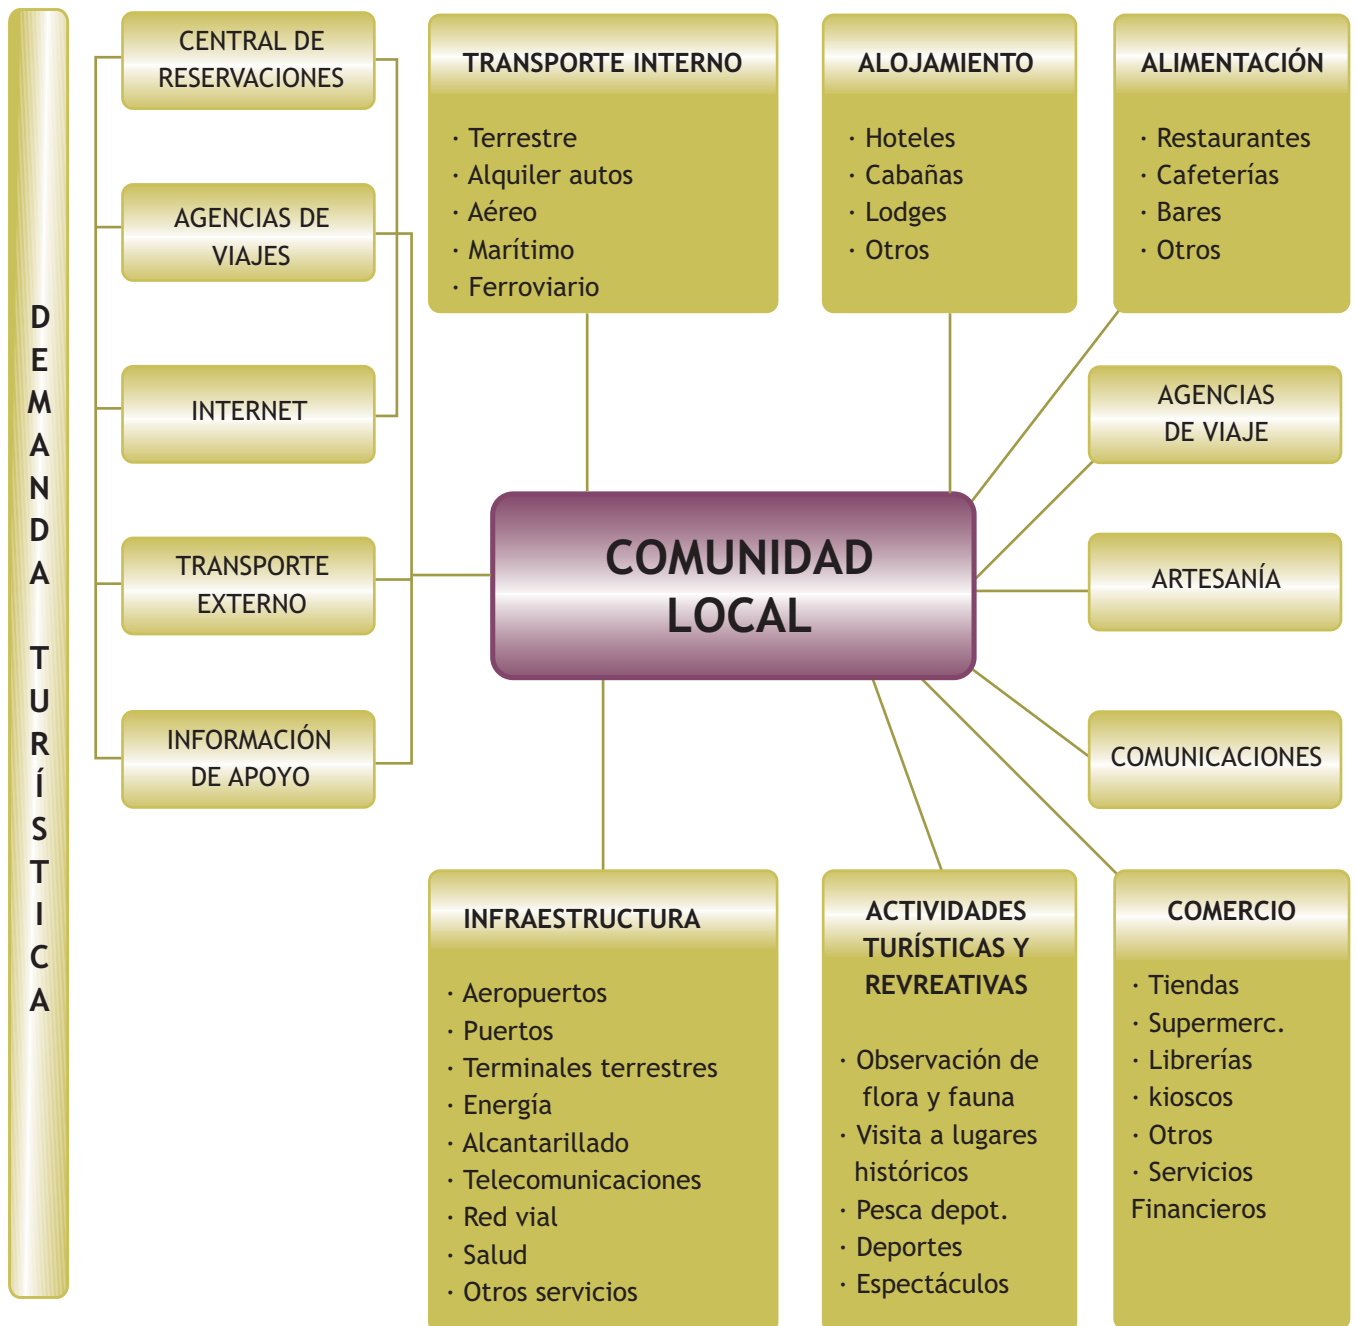 DEMANDA TURÍSTICA
CENTRAL DE
RESERVACIONES
AGENCIAS DE
VIAJES
INTERNET
TRANSPORTE
EXTERNO
INFORMACIÓN
DE APOYO
TRANSPORTE INTERNO
· Terrestre
· Alquiler autos
· Aéreo
· Marítimo
· Ferroviario
ALOJAMIENTO
· Hoteles
· Cabañas
· Lodges
· Otros
ALIMENTACIÓN
· Restaurantes
· Cafeterías
· Bares
· Otros
AGENCIAS
DE VIAJE
ARTESANÍA
COMUNICACIONES
COMUNIDAD
LOCAL
INFRAESTRUCTURA
· Aeropuertos
· Puertos
· Terminales terrestres
· Energía
· Alcantarillado
· Telecomunicaciones
· Red vial
· Salud
· Otros servicios
ACTIVIDADES
TURÍSTICAS Y
REVREATIVAS
· Observación de
flora y fauna
· Visita a lugares
históricos
· Pesca depot.
· Deportes
· Espectáculos
COMERCIO
· Tiendas
· Supermerc.
· Librerías
· kioscos
· Otros
· Servicios
Financieros